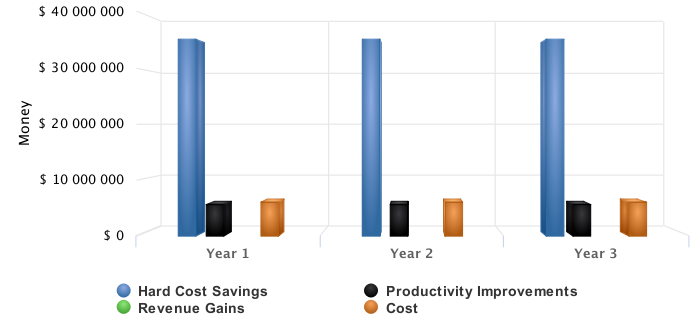 $ 40 000 000
$ 30 000 000
$ 20 000 000
$ 10 000 000
$ 0
Money
Year 1 Year 2 Year 3
Hard Cost Savings Productivity Improvements
Revenue Gains Cost